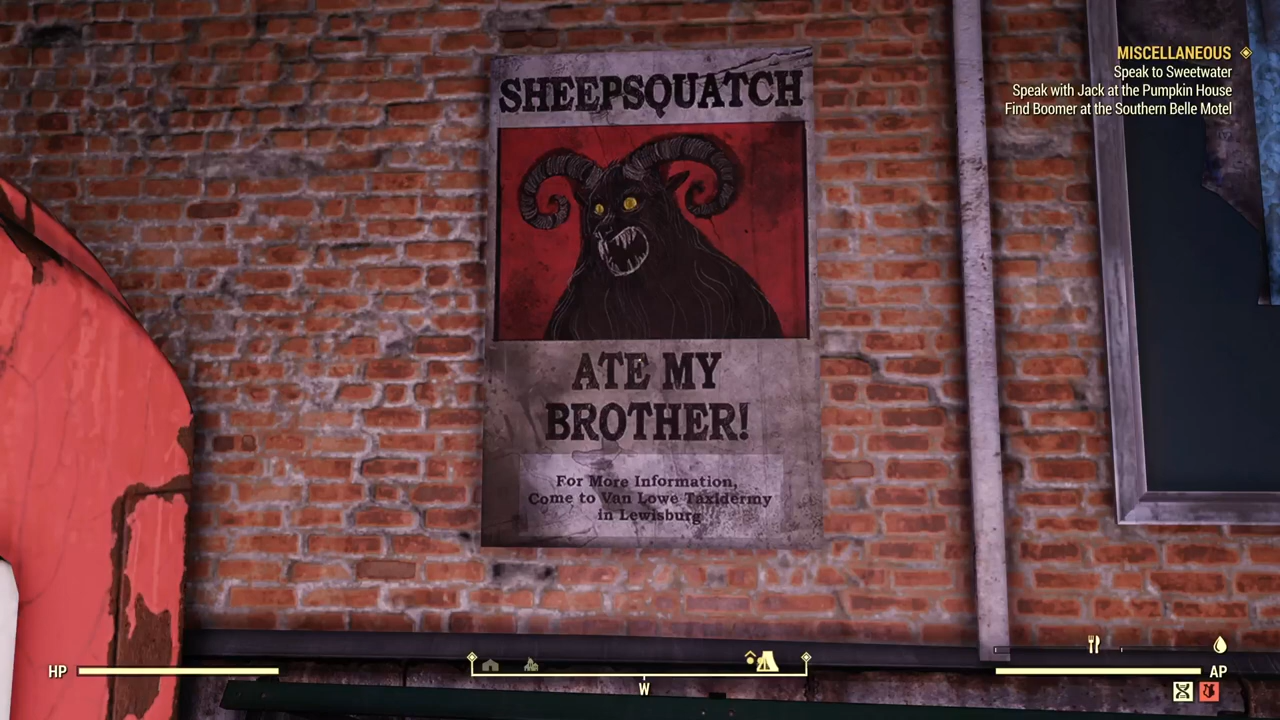 SHEEPSQUATCH
ATE MY
BROTHER!
For More Information,
Come to Van Lowe Taxidermy
in Lewisburg
MISCELLANEOUS
Speak to Sweetwater
Speak with Jack at the Pumpkin House
Find Boomer at the Southern Belle Motel
HP
W
AP